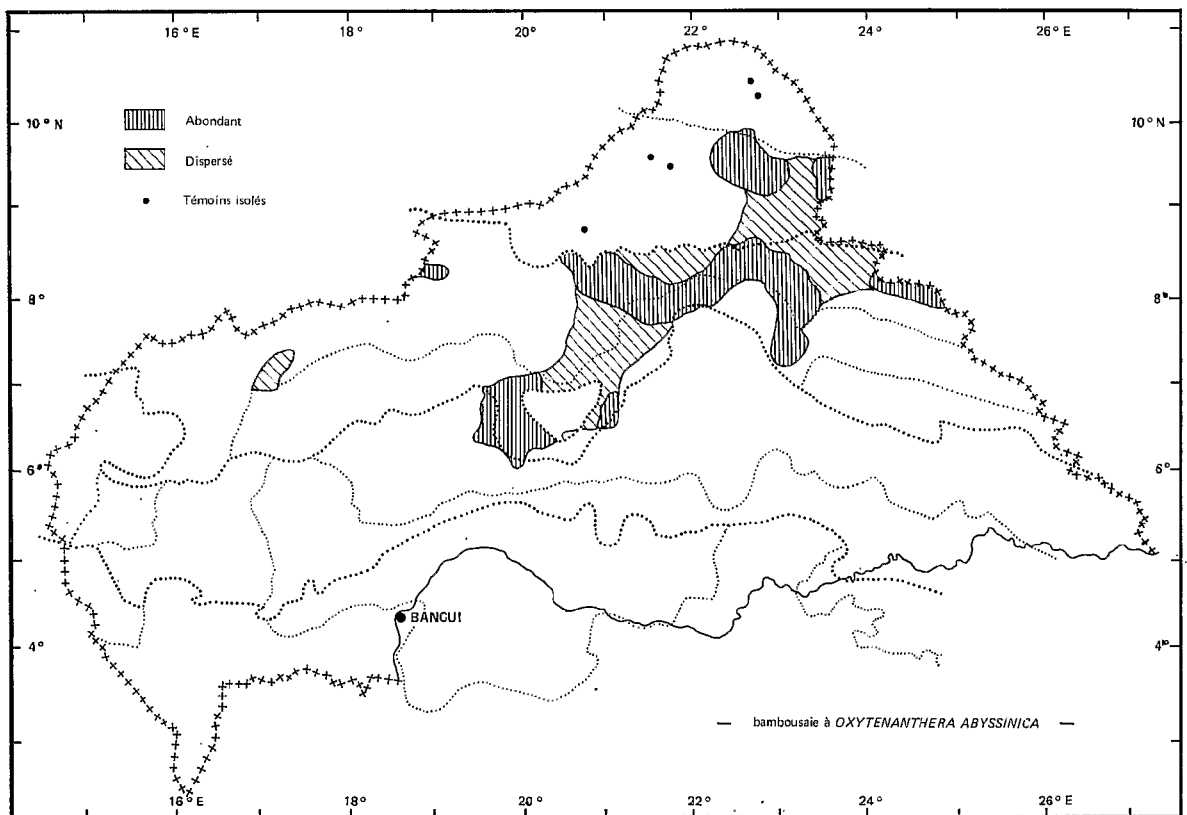 16° E 18° 20° 22° 24° 26° E
10° N 10° N
Abondant
Dispersé
Témoins isolés
8° 8°
6° 6°
BANGUI
4° 4°
— bambousaie à OXYTENANTHERA ABYSSINICA —
16° E 18° 20° 22° 24° 26° E